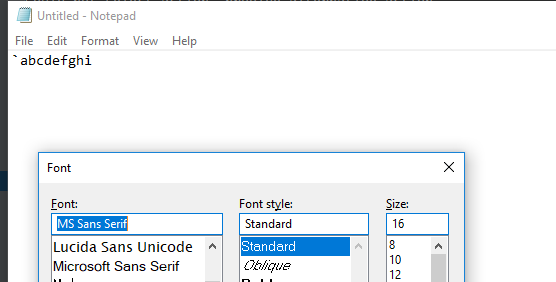 Untitled - Notepad
File Edit Format View Help
`abcdefghi
Font
Font: Font style: Size:
MS Sans Serif Standard 16
Lucida Sans Unicode Standard 8
Microsoft Sans Serif Oblique 10
12